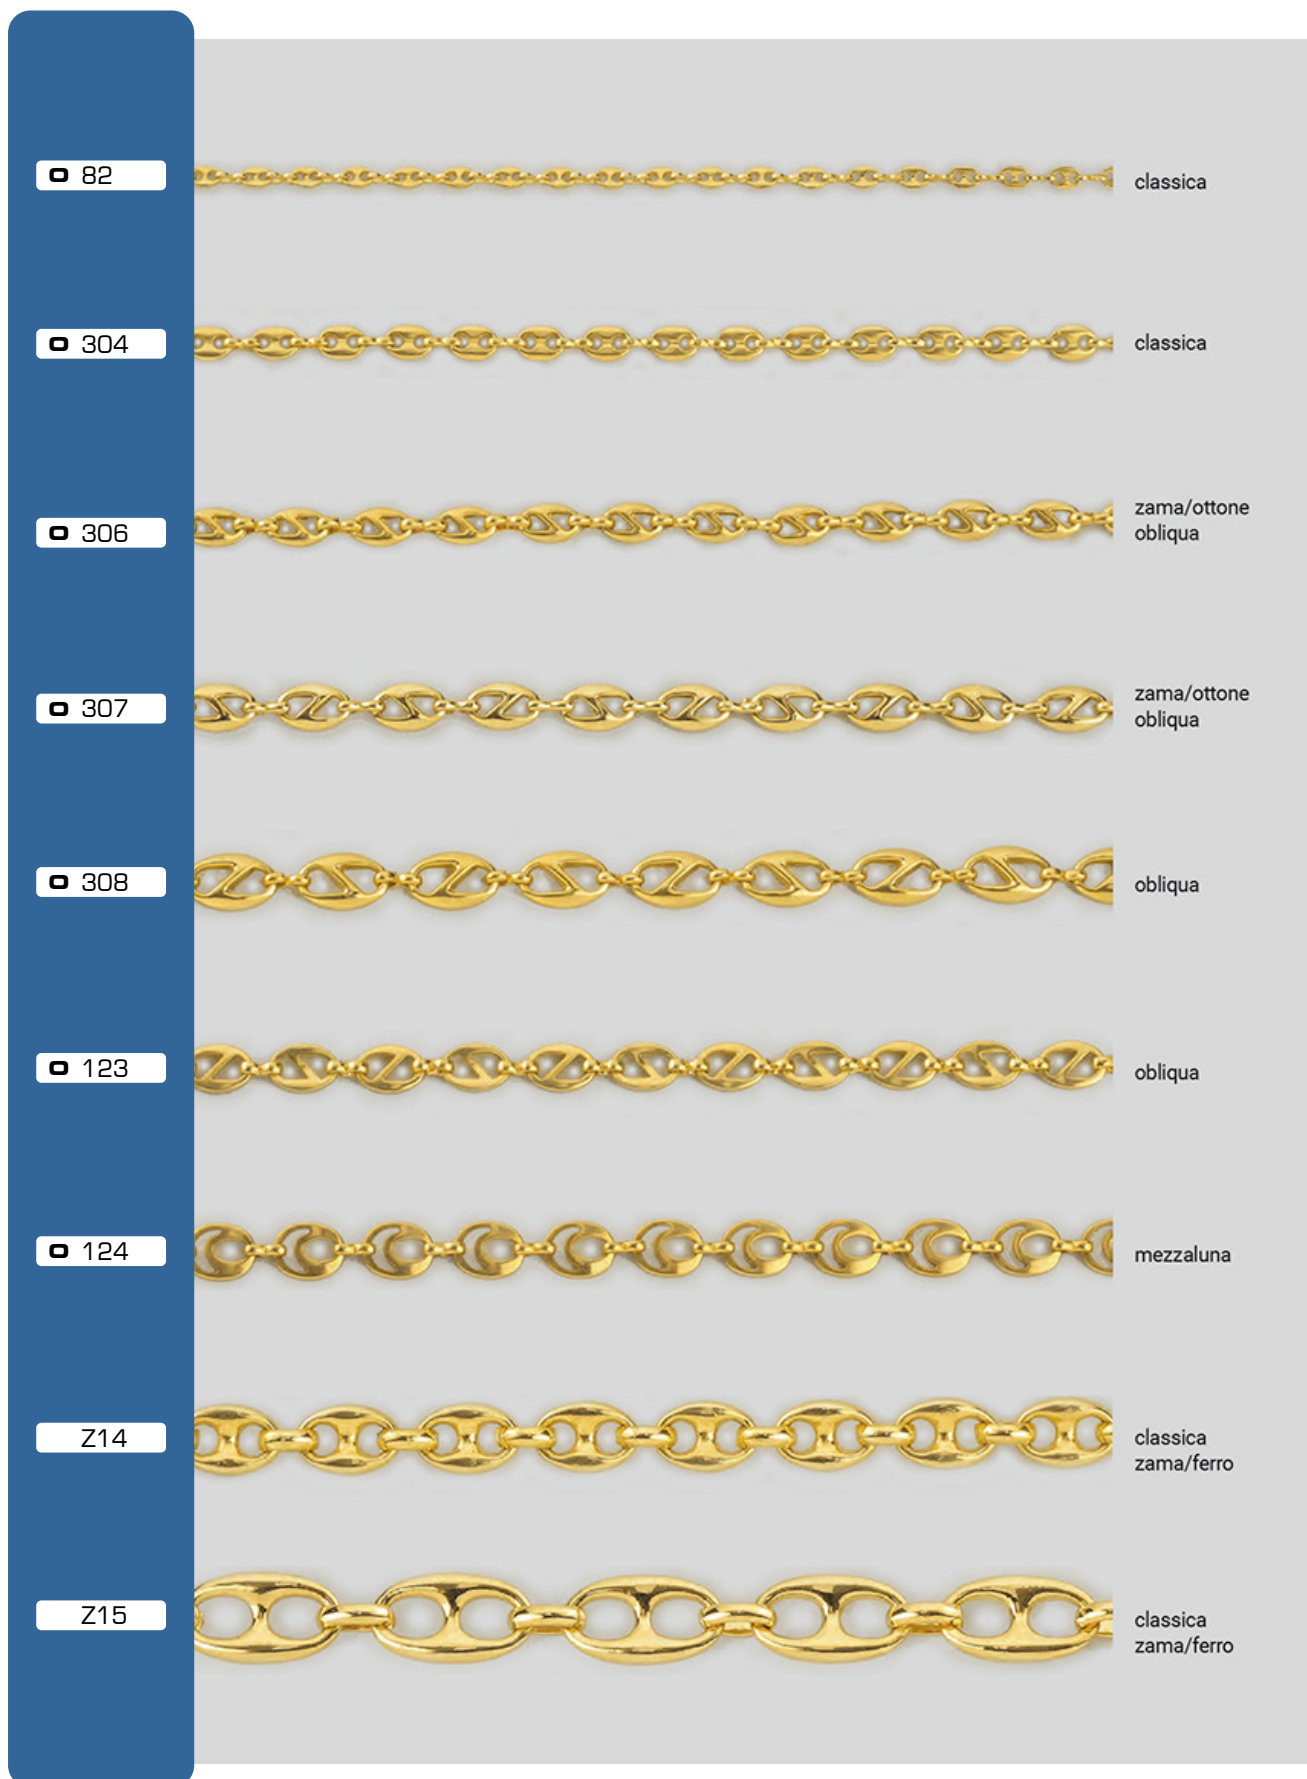 82
classica
304
classica
306
zama/ottone
obliqua
307
zama/ottone
obliqua
308
obliqua
123
obliqua
124
mezzaluna
Z14
classica
zama/ferro
Z15
classica
zama/ferro